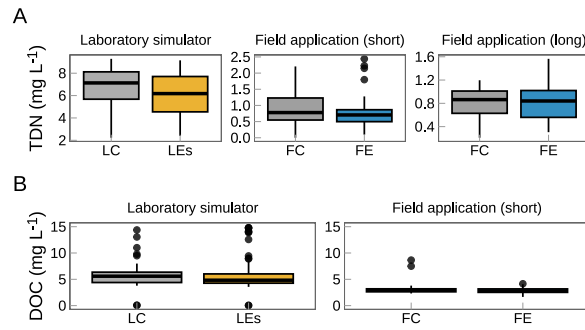 A
Laboratory simulator
Field application (short)
Field application (long)
TDN (mg L⁻¹)
8
6
4
2
LC
LEs
2.5
2.0
1.5
1.0
0.5
0.0
FC
FE
1.6
1.2
0.8
0.4
FC
FE
B
Laboratory simulator
Field application (short)
DOC (mg L⁻¹)
15
10
5
0
LC
LEs
15
10
5
0
FC
FE